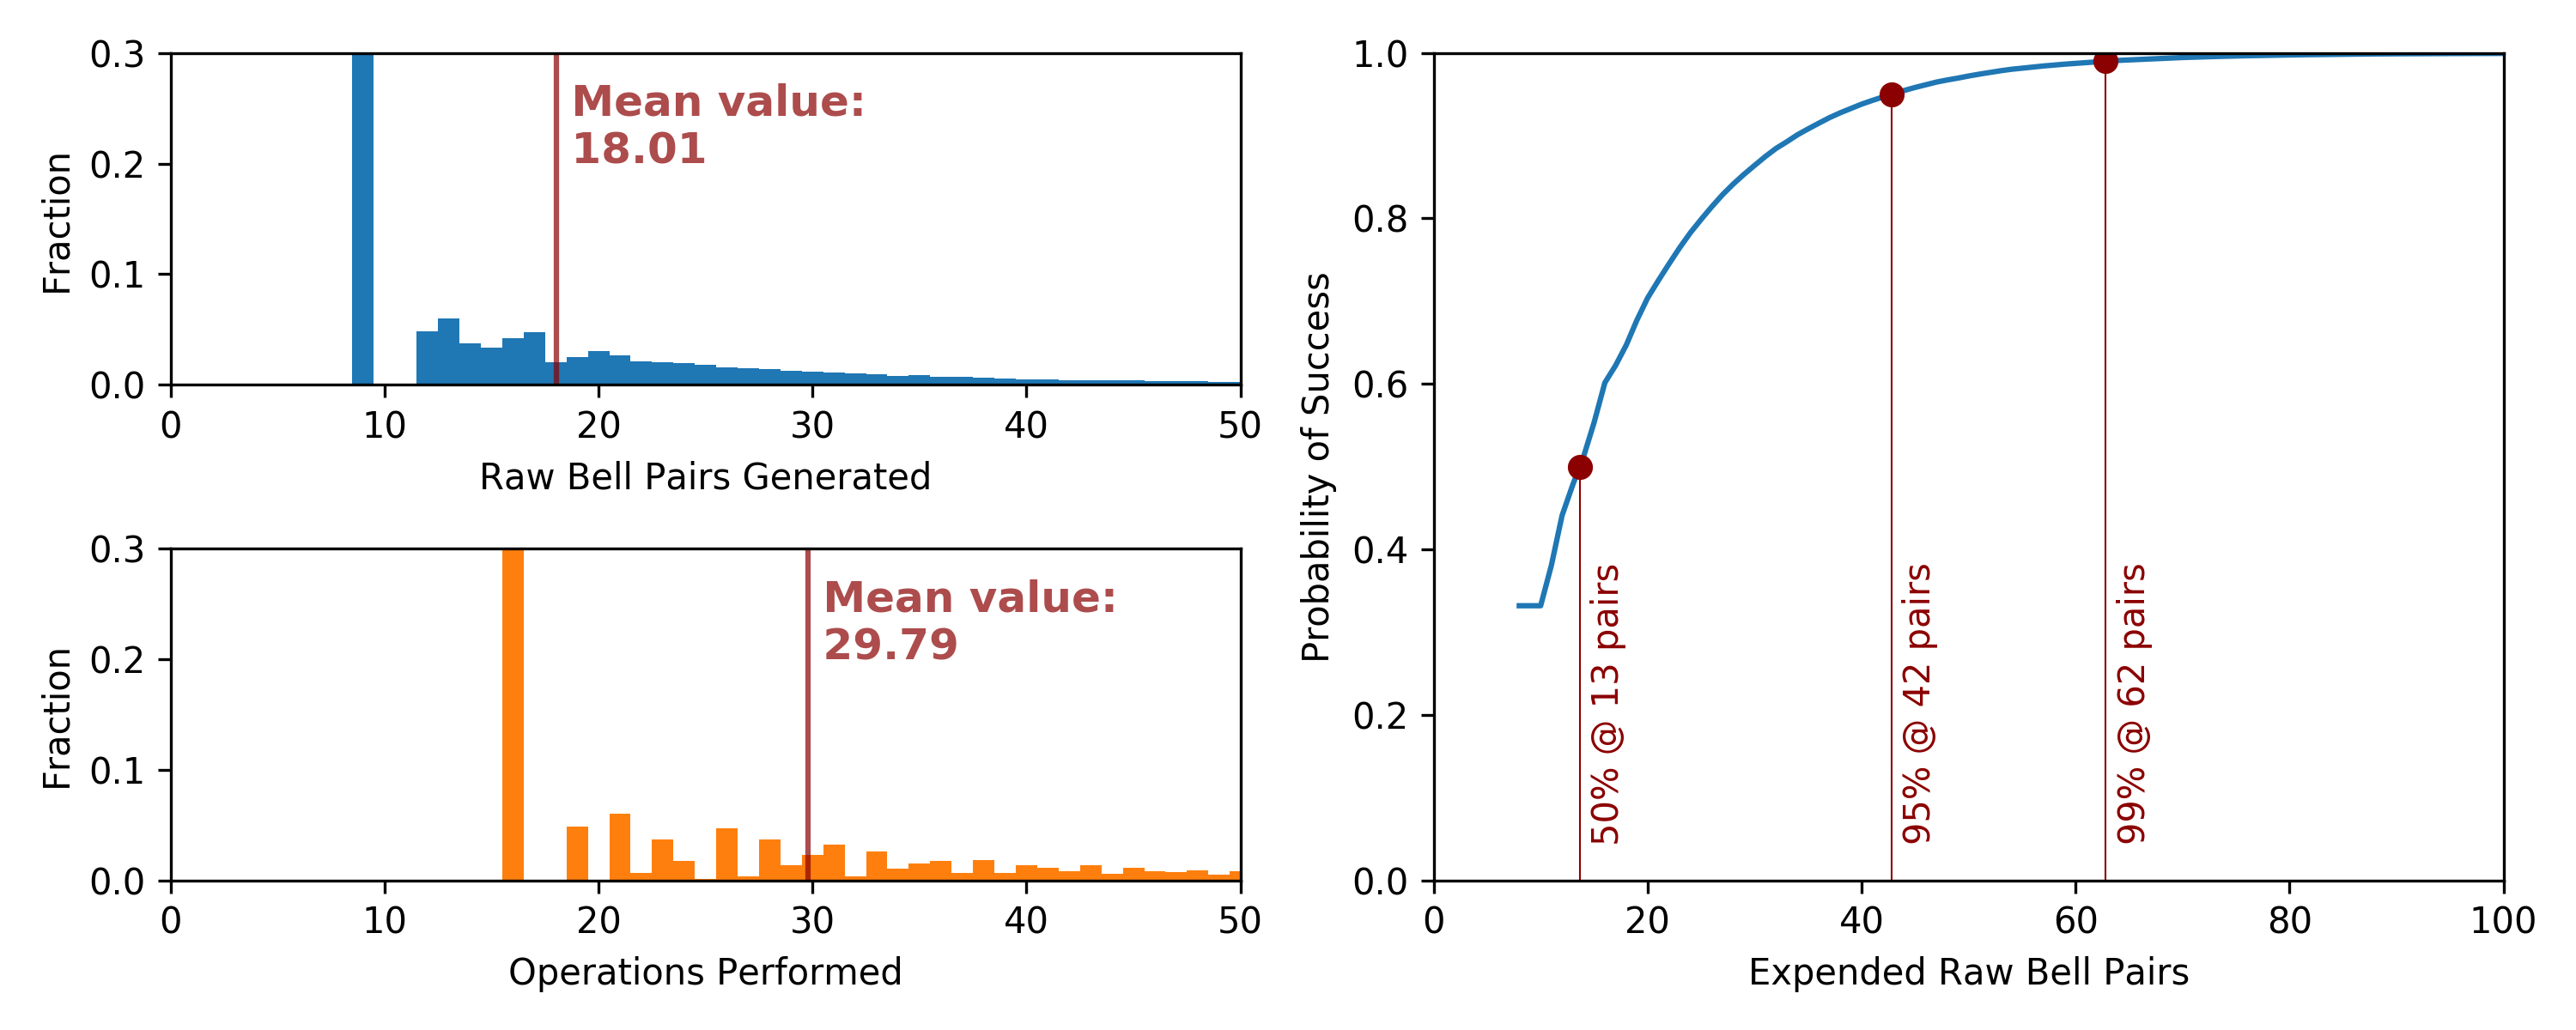 0.3
0.2
0.1
0.0
Fraction
Mean value:
18.01
0 10 20 30 40 50
Raw Bell Pairs Generated
0.3
0.2
0.1
0.0
Fraction
Mean value:
29.79
0 10 20 30 40 50
Operations Performed
1.0
0.8
0.6
0.4
0.2
0.0
Probability of Success
50% @ 13 pairs
95% @ 42 pairs
99% @ 62 pairs
0 20 40 60 80 100
Expended Raw Bell Pairs